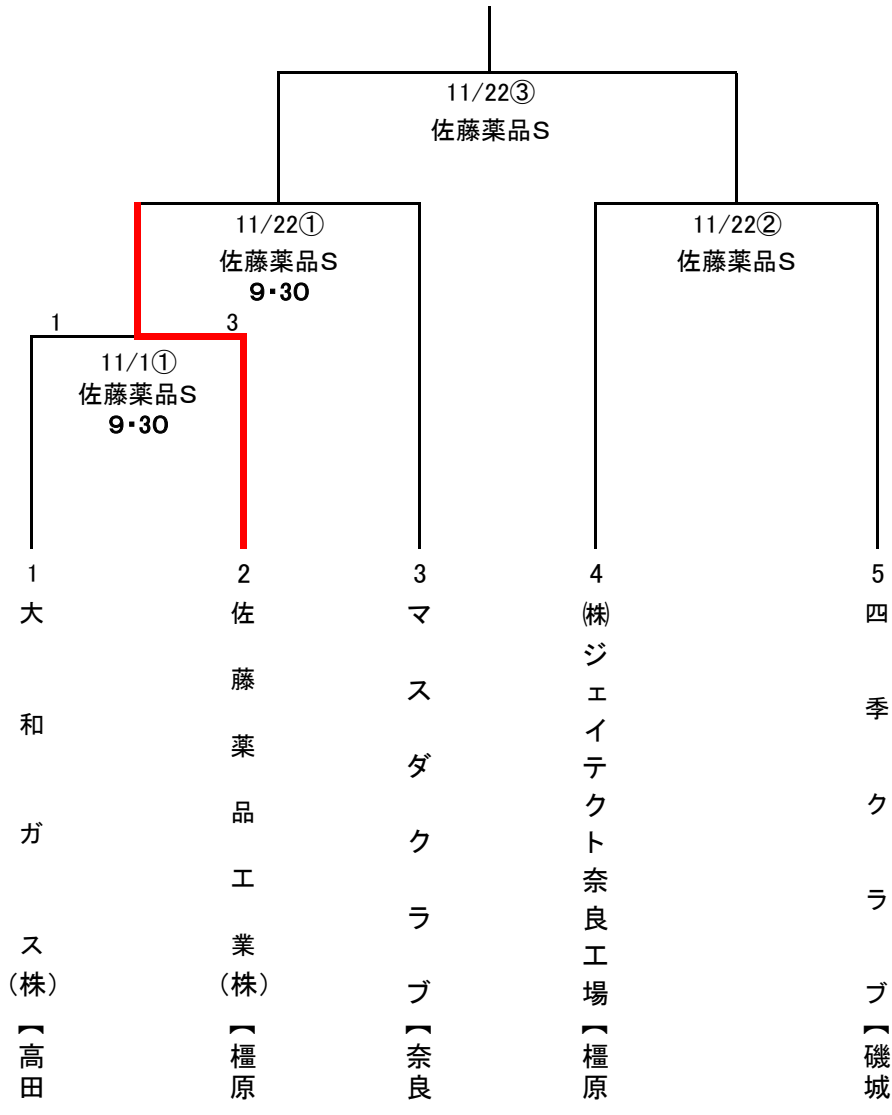 11/22③
佐藤薬品S
11/22①
佐藤薬品S
9・30
11/22②
佐藤薬品S
1
3
11/1①
佐藤薬品S
9・30
1
大和ガス(株)【高田
2
佐藤薬品工業(株)【橿原
3
マスダクラブ【奈良
4
㈱ジェイテクト奈良工場【橿原
5
四季クラブ【磯城